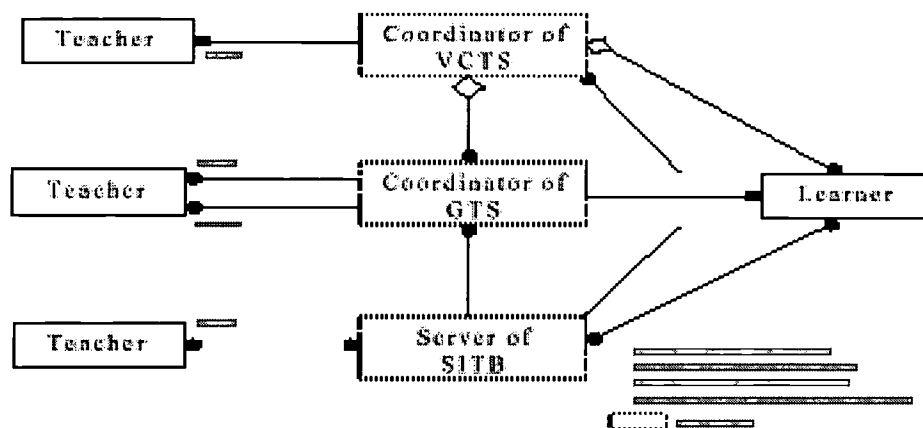 Teacher
Coordinator of
VCTS
Teacher
Coordinator of
GTS
Learner
Teacher
Server of
SITB